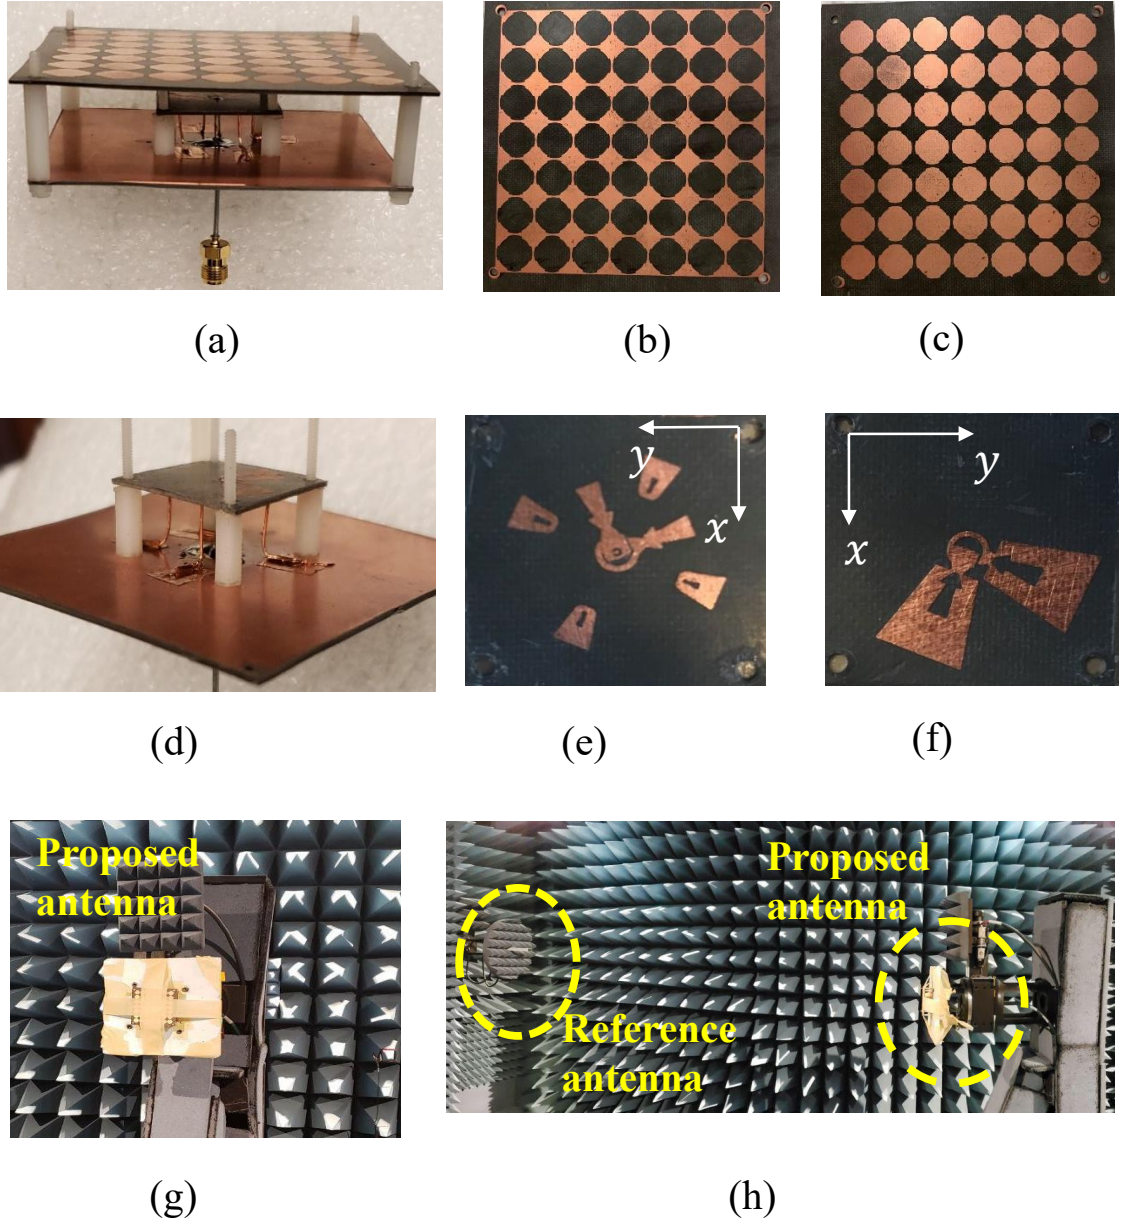 (a)
(b)
(c)
y
x
y
x
(d)
(e)
(f)
Proposed
antenna
Proposed
antenna
Reference
antenna
(g)
(h)